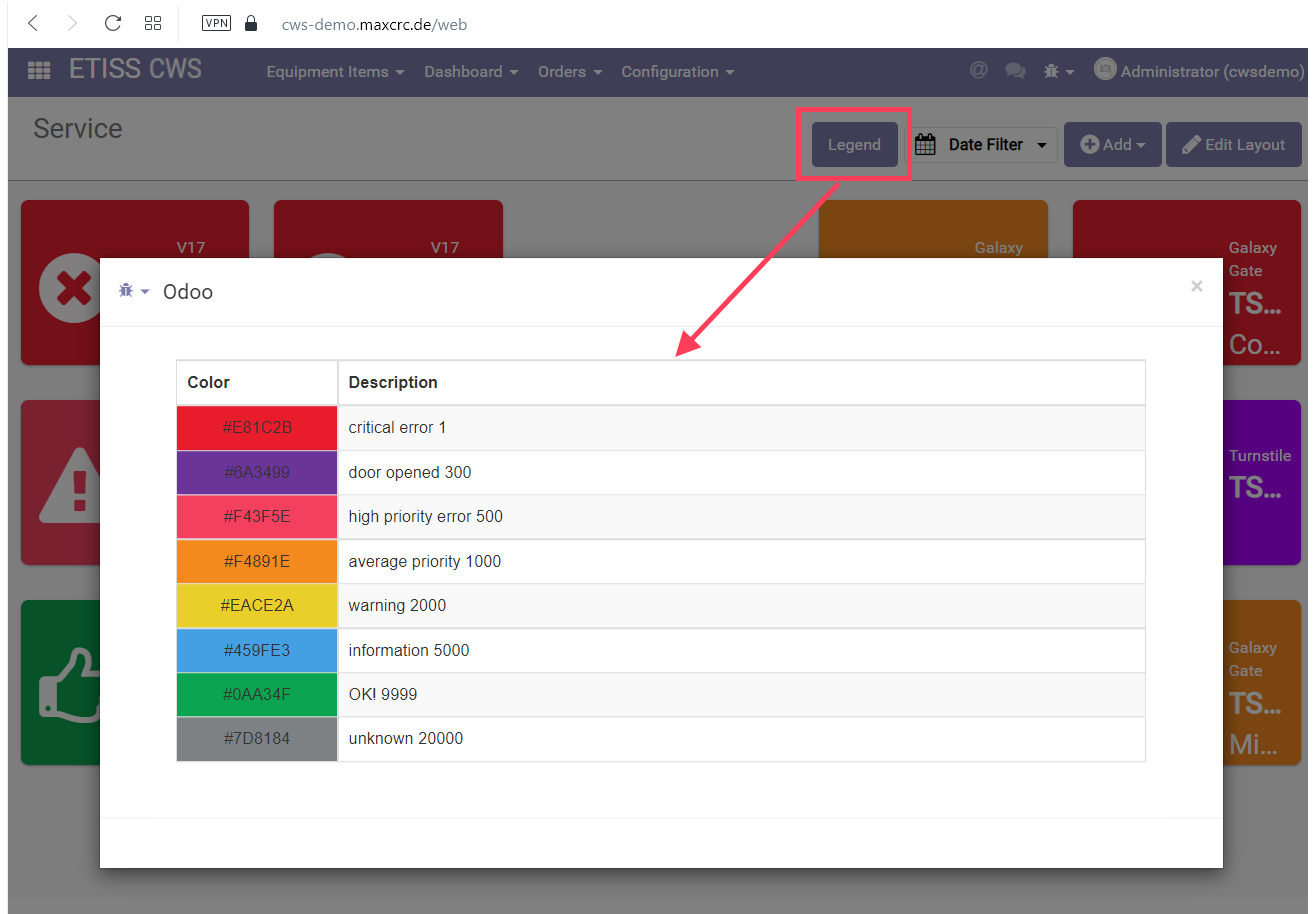 VPN cws-demo.maxcrc.de/web
ETISS CWS Equipment Items Dashboard Orders Configuration @ Administrator (cwsdemo)
Service Legend Date Filter Add Edit Layout
V17 V17 Galaxy Galaxy
Gate
TS...
Co...
Odoo ×
Color Description
#E81C2B critical error 1
#6A3499 door opened 300
#F43F5E high priority error 500
#F4891E average priority 1000
#EACE2A warning 2000
#459FE3 information 5000
#0AA34F OK! 9999
#7D8184 unknown 20000
Turnstile
TS...
Galaxy
Gate
TS...
Mi...